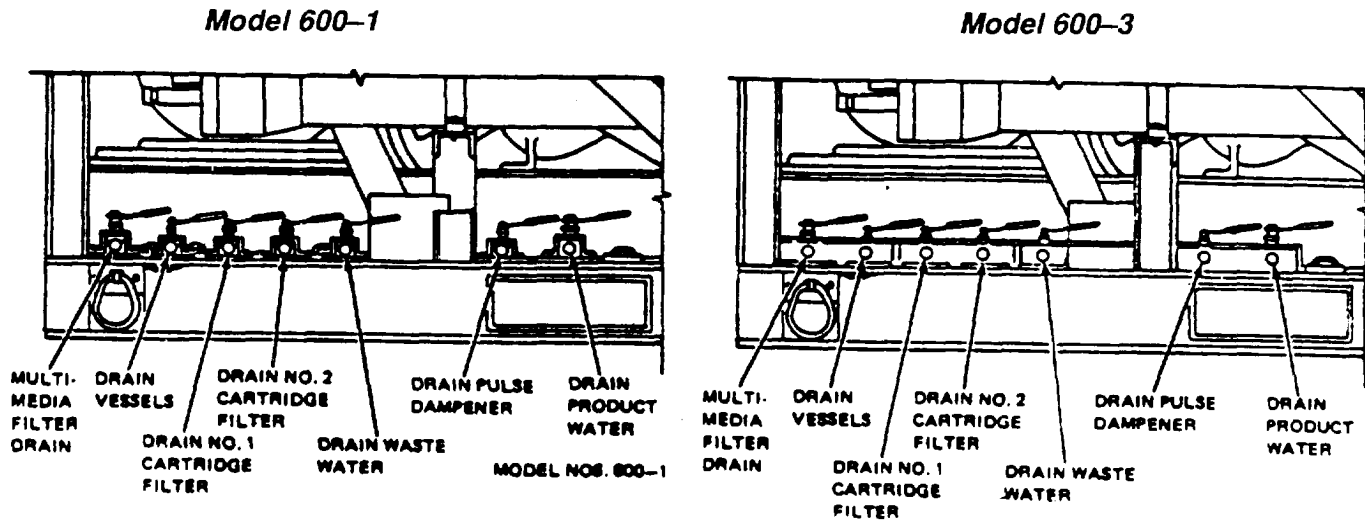 Model 600–1
MULTI-
MEDIA
FILTER
DRAIN
DRAIN
VESSELS
DRAIN NO. 1
CARTRIDGE
FILTER
DRAIN NO. 2
CARTRIDGE
FILTER
DRAIN WASTE
WATER
DRAIN PULSE
DAMPENER
DRAIN
PRODUCT
WATER
MODEL NOS. 600–1
Model 600–3
MULTI-
MEDIA
FILTER
DRAIN
DRAIN
VESSELS
DRAIN NO. 1
CARTRIDGE
FILTER
DRAIN NO. 2
CARTRIDGE
FILTER
DRAIN WASTE
WATER
DRAIN PULSE
DAMPENER
DRAIN
PRODUCT
WATER